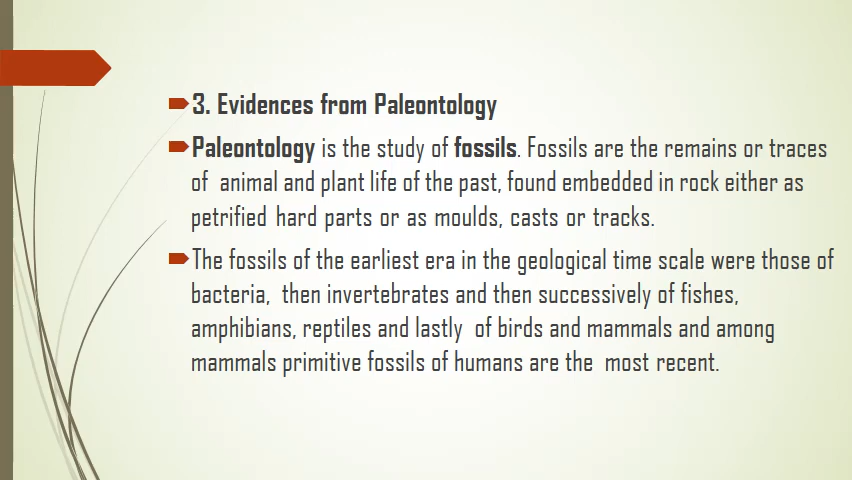 3. Evidences from Paleontology
Paleontology is the study of fossils. Fossils are the remains or traces
of animal and plant life of the past, found embedded in rock either as
petrified hard parts or as moulds, casts or tracks.
The fossils of the earliest era in the geological time scale were those of
bacteria, then invertebrates and then successively of fishes,
amphibians, reptiles and lastly of birds and mammals and among
mammals primitive fossils of humans are the most recent.